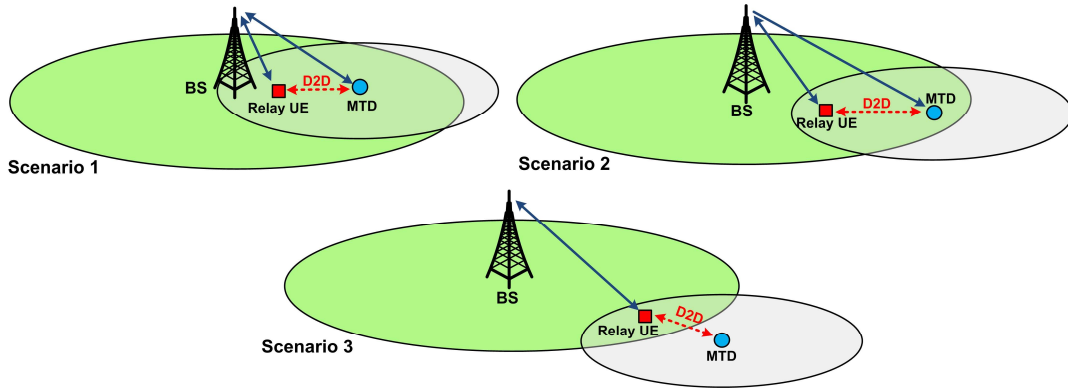 BS
D2D
Relay UE
MTD
Scenario 1
BS
D2D
MTD
Relay UE
Scenario 2
BS
D2D
Relay UE
MTD
Scenario 3